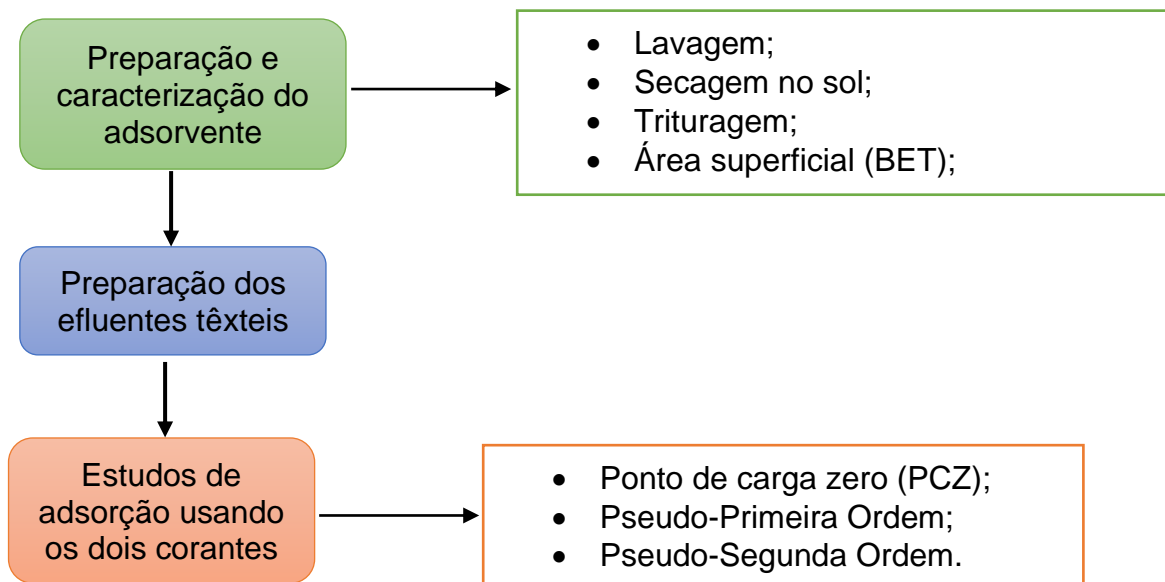 Preparação e
caracterização do
adsorvente
• Lavagem;
• Secagem no sol;
• Trituragem;
• Área superficial (BET);
Preparação dos
efluentes têxteis
Estudos de
adsorção usando
os dois corantes
• Ponto de carga zero (PCZ);
• Pseudo-Primeira Ordem;
• Pseudo-Segunda Ordem.